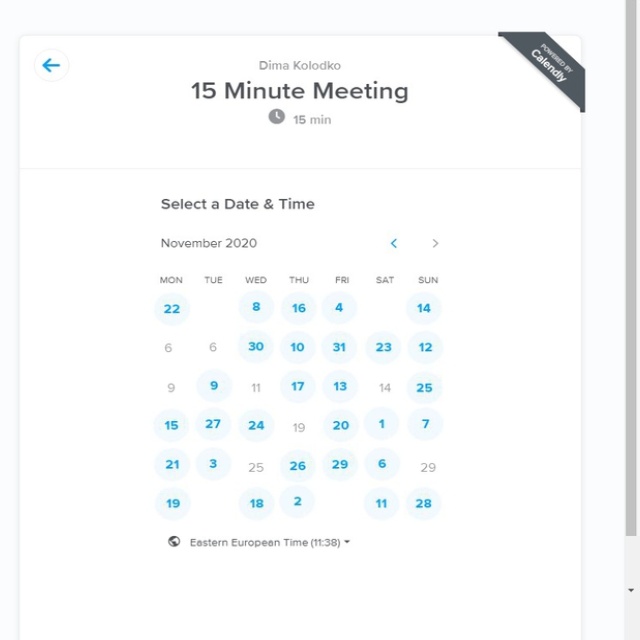 POWERED BY
Calendly
Dima Kolodko
15 Minute Meeting
15 min
Select a Date & Time
November 2020
MON TUE WED THU FRI SAT SUN
22 8 16 4 14
6 6 30 10 31 23 12
9 9 11 17 13 14 25
15 27 24 19 20 1 7
21 3 25 26 29 6 29
19 18 2 11 28
Eastern European Time (11:38)